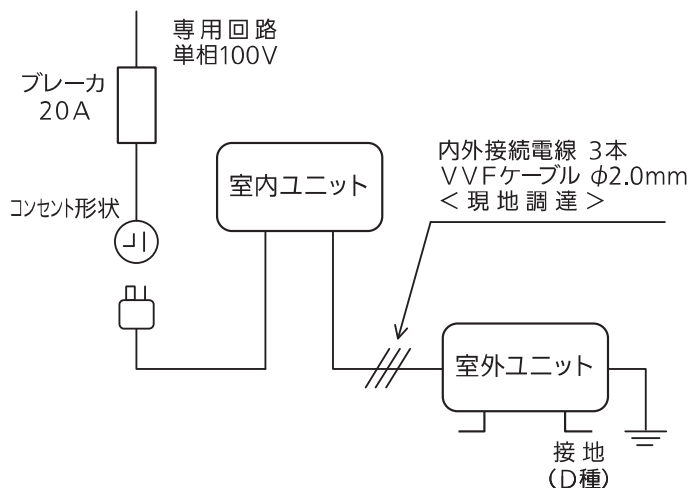 専用回路
単相100V
ブレーカ
20A
コンセント形状
室内ユニット
内外接続電線 3本
VVFケーブル φ2.0mm
<現地調達>
室外ユニット
接地
(D種)